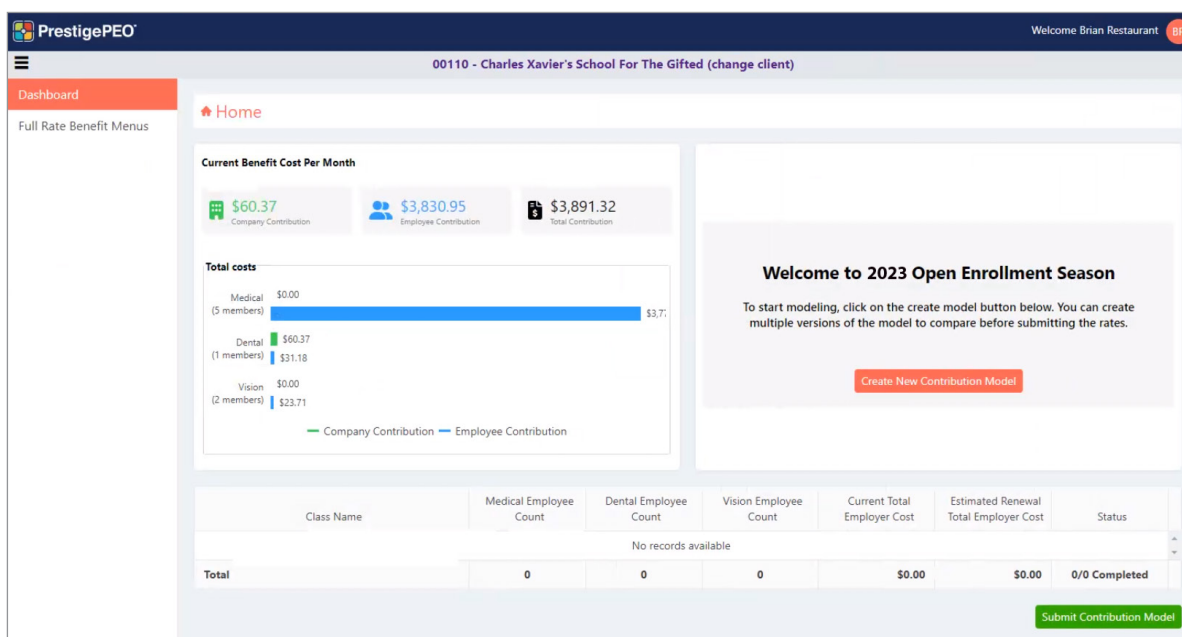 PrestigePEO
Welcome Brian Restaurant
00110 - Charles Xavier's School For The Gifted (change client)
Dashboard
Full Rate Benefit Menus
Home
Current Benefit Cost Per Month
$60.37
Company Contribution
$3,830.95
Employee Contribution
$3,891.32
Total Contribution
Total costs
Medical
(5 members)
$0.00
$3,7
Dental
(1 members)
$60.37
$31.18
Vision
(2 members)
$0.00
$23.71
Company Contribution Employee Contribution
Welcome to 2023 Open Enrollment Season
To start modeling, click on the create model button below. You can create
multiple versions of the model to compare before submitting the rates.
Create New Contribution Model
Class Name
Medical Employee
Count
Dental Employee
Count
Vision Employee
Count
Current Total
Employer Cost
Estimated Renewal
Total Employer Cost
Status
No records available
Total 0 0 0 $0.00 $0.00 0/0 Completed
Submit Contribution Model